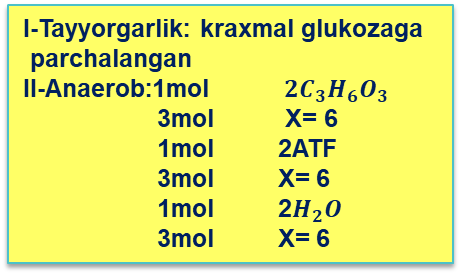 I-Tayyorgarlik: kraxmal glukozaga
parchalangan
II-Anaerob:1mol 2C₃H₆O₃
3mol X= 6
1mol 2ATF
3mol X= 6
1mol 2H₂O
3mol X= 6